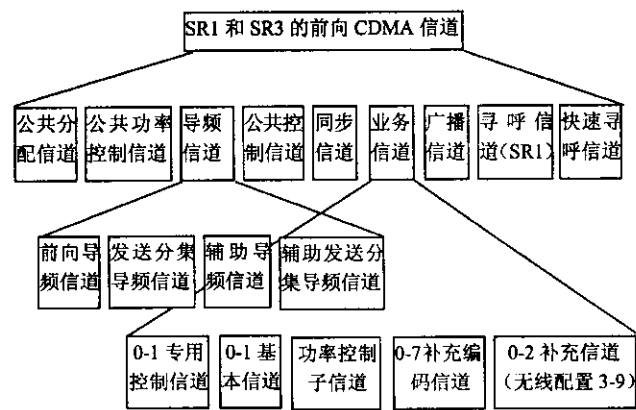 SR1 和 SR3 的前向 CDMA 信道
公共分
配信道
公共功率
控制信道
导频
信道
公共控
制信道
同步
信道
业务
信道
广播
信道
寻呼信
道(SR1)
快速寻
呼信道
前向导
频信道
发送分集
导频信道
辅助导
频信道
辅助发送分
集导频信道
0-1 专用
控制信道
0-1 基
本信道
功率控制
子信道
0-7补充编
码信道
0-2 补充信道
(无线配置 3-9)